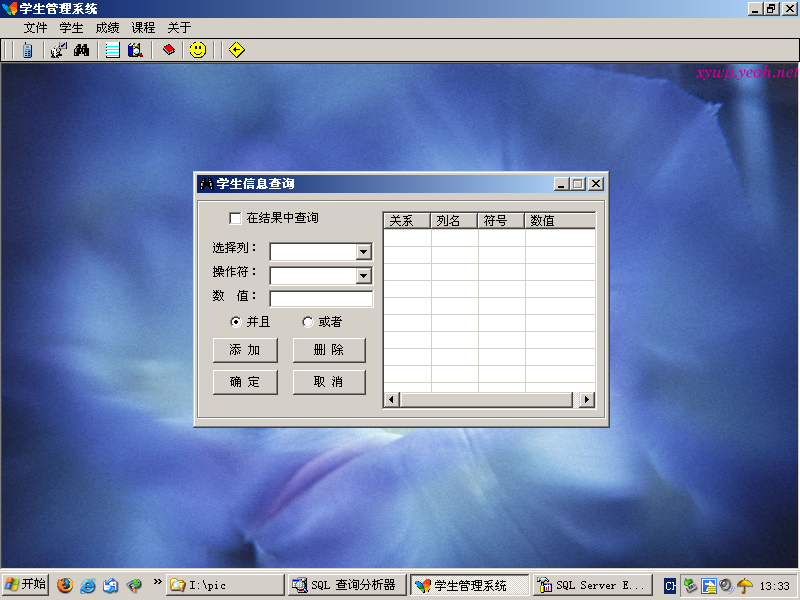 学生管理系统
文件 学生 成绩 课程 关于
xywp.yeah.net
学生信息查询
在结果中查询
选择列：
操作符：
数 值：
并且 或者
添 加 删 除
确 定 取 消
关系 列名 符号 数值
开始 » I:\pic SQL 查询分析器 学生管理系统 SQL Server E... CH 13:33